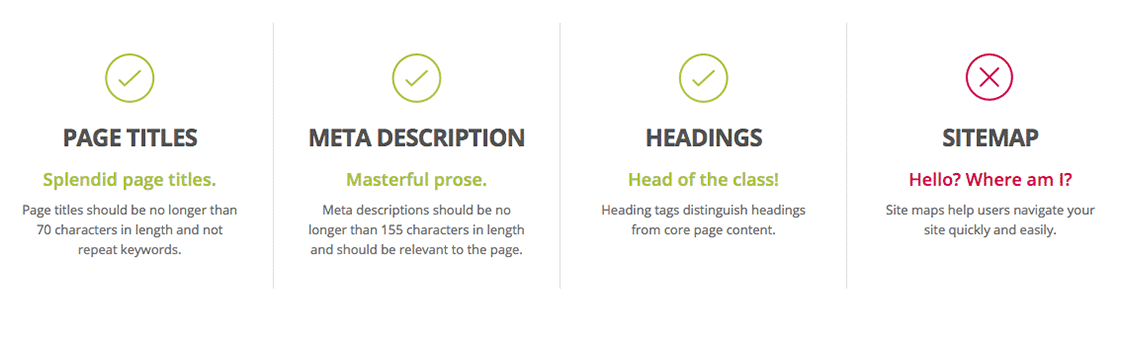 PAGE TITLES
Splendid page titles.
Page titles should be no longer than
70 characters in length and not
repeat keywords.
META DESCRIPTION
Masterful prose.
Meta descriptions should be no
longer than 155 characters in length
and should be relevant to the page.
HEADINGS
Head of the class!
Heading tags distinguish headings
from core page content.
SITEMAP
Hello? Where am I?
Site maps help users navigate your
site quickly and easily.